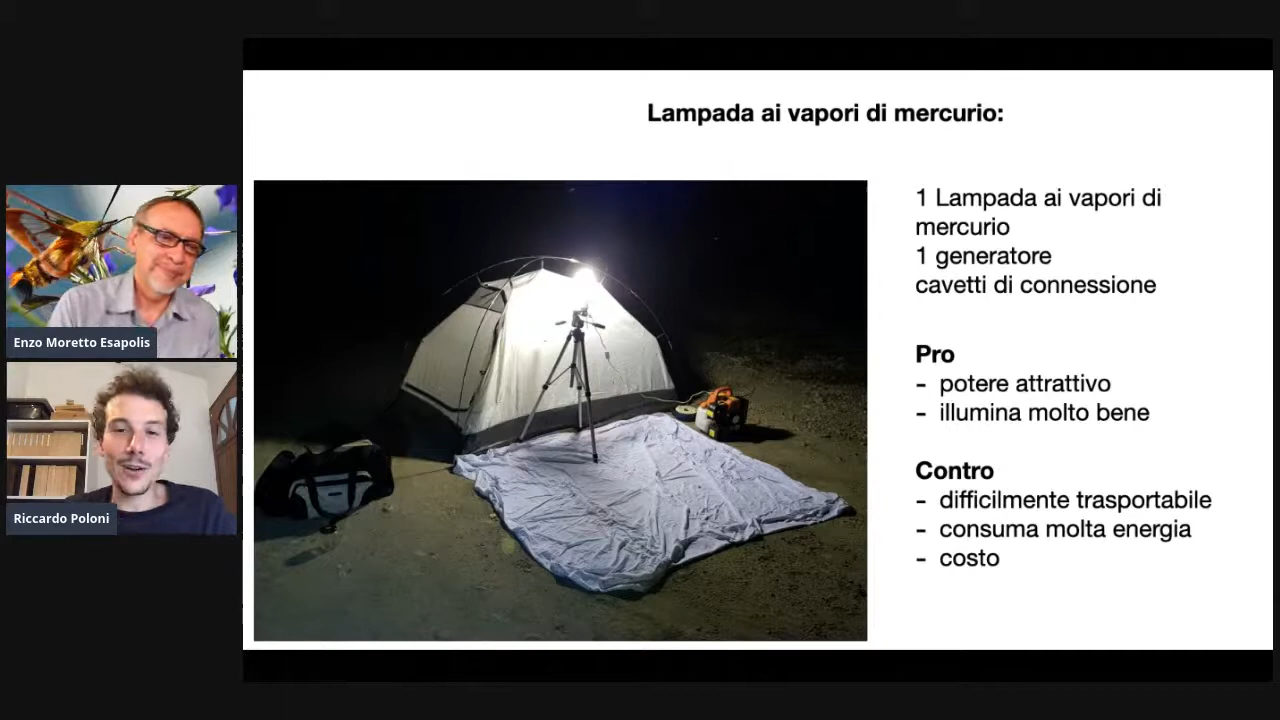 Lampada ai vapori di mercurio:
1 Lampada ai vapori di
mercurio
1 generatore
cavetti di connessione
Pro
- potere attrattivo
- illumina molto bene
Contro
- difficilmente trasportabile
- consuma molta energia
- costo
Enzo Moretto Esapolis
Riccardo Poloni